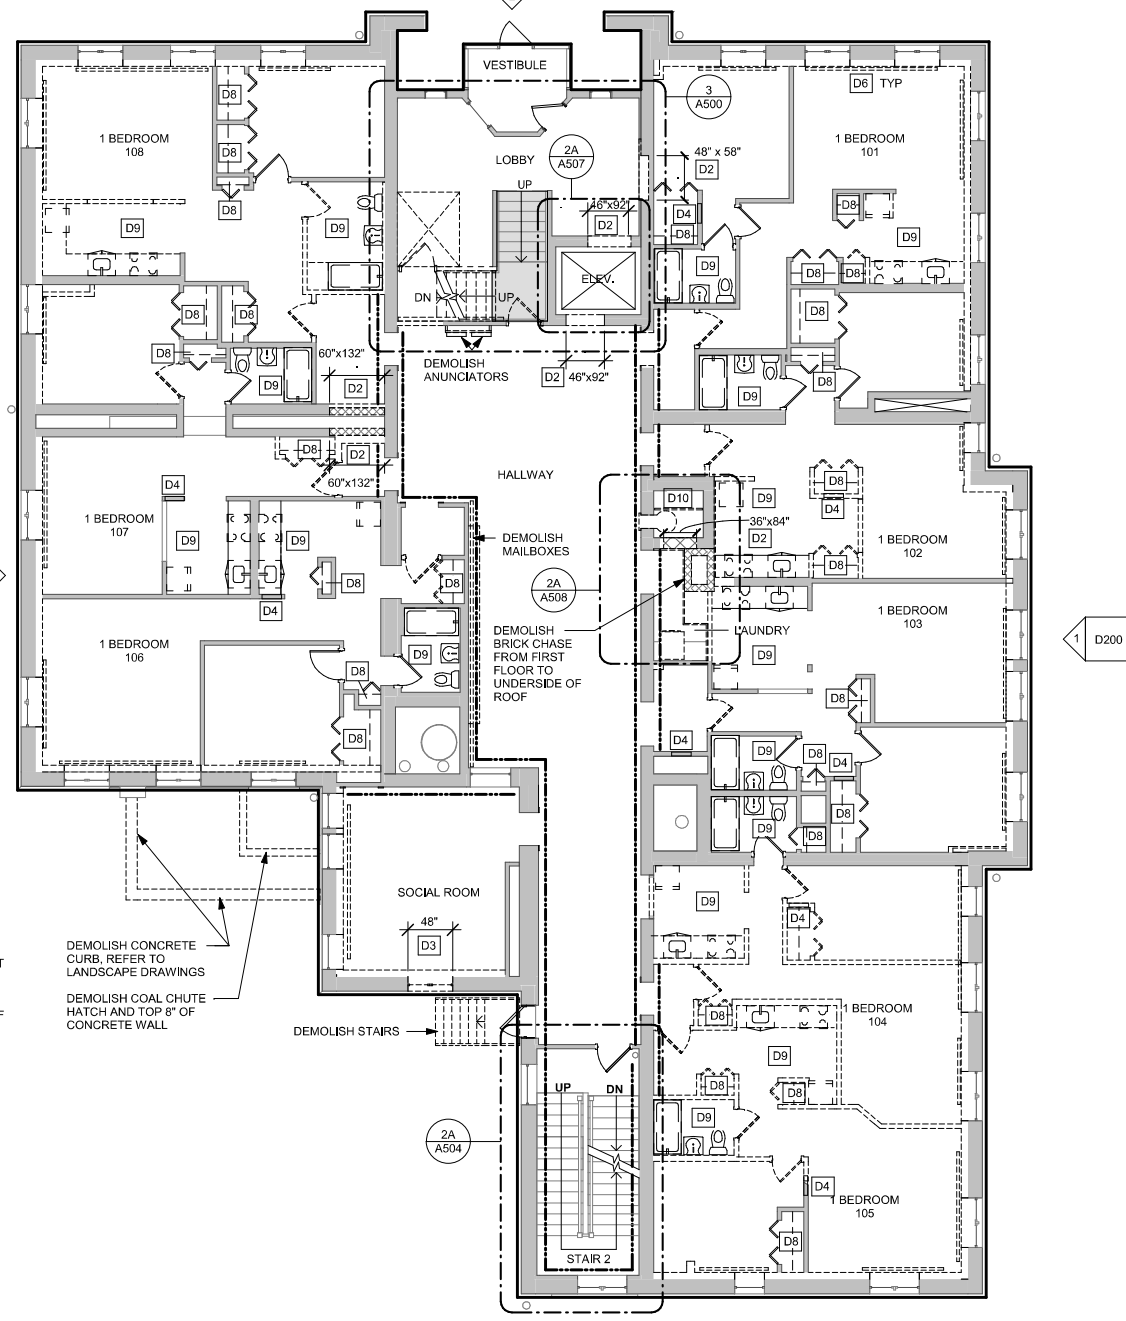 VESTIBULE
D8
D6 TYP
3
A500
1 BEDROOM
108
1 BEDROOM
101
D8
LOBBY
2A
A507
48" x 58"
D2
UP
D8
46"x92"
D4
D8
D9
D9
D2
D8
D9
D9
ELEV.
D8
D8
DN
UP
D8
D8
D8
D8
60"x132"
DEMOLISH
ANUNCIATORS
D2
46"x92"
D9
D2
D9
D8
D8
D2
60"x132"
HALLWAY
D4
D10
D9
D8
D4
1 BEDROOM
107
36"x84"
D9
D9
DEMOLISH
MAILBOXES
D2
1 BEDROOM
102
D8
D8
D8
2A
A508
D4
1 BEDROOM
103
1 BEDROOM
106
DEMOLISH
BRICK CHASE
FROM FIRST
FLOOR TO
UNDERSIDE OF
ROOF
LAUNDRY
1
D200
D9
D9
D8
D8
D8
D4
D9
D8
D4
D8
D9
D8
SOCIAL ROOM
D9
48"
D4
D3
DEMOLISH CONCRETE
CURB, REFER TO
LANDSCAPE DRAWINGS
DEMOLISH COAL CHUTE
HATCH AND TOP 8" OF
CONCRETE WALL
T
F
D8
1 BEDROOM
104
DEMOLISH STAIRS
D9
UP
DN
D8
D8
D9
2A
A504
D4
1 BEDROOM
105
D8
STAIR 2